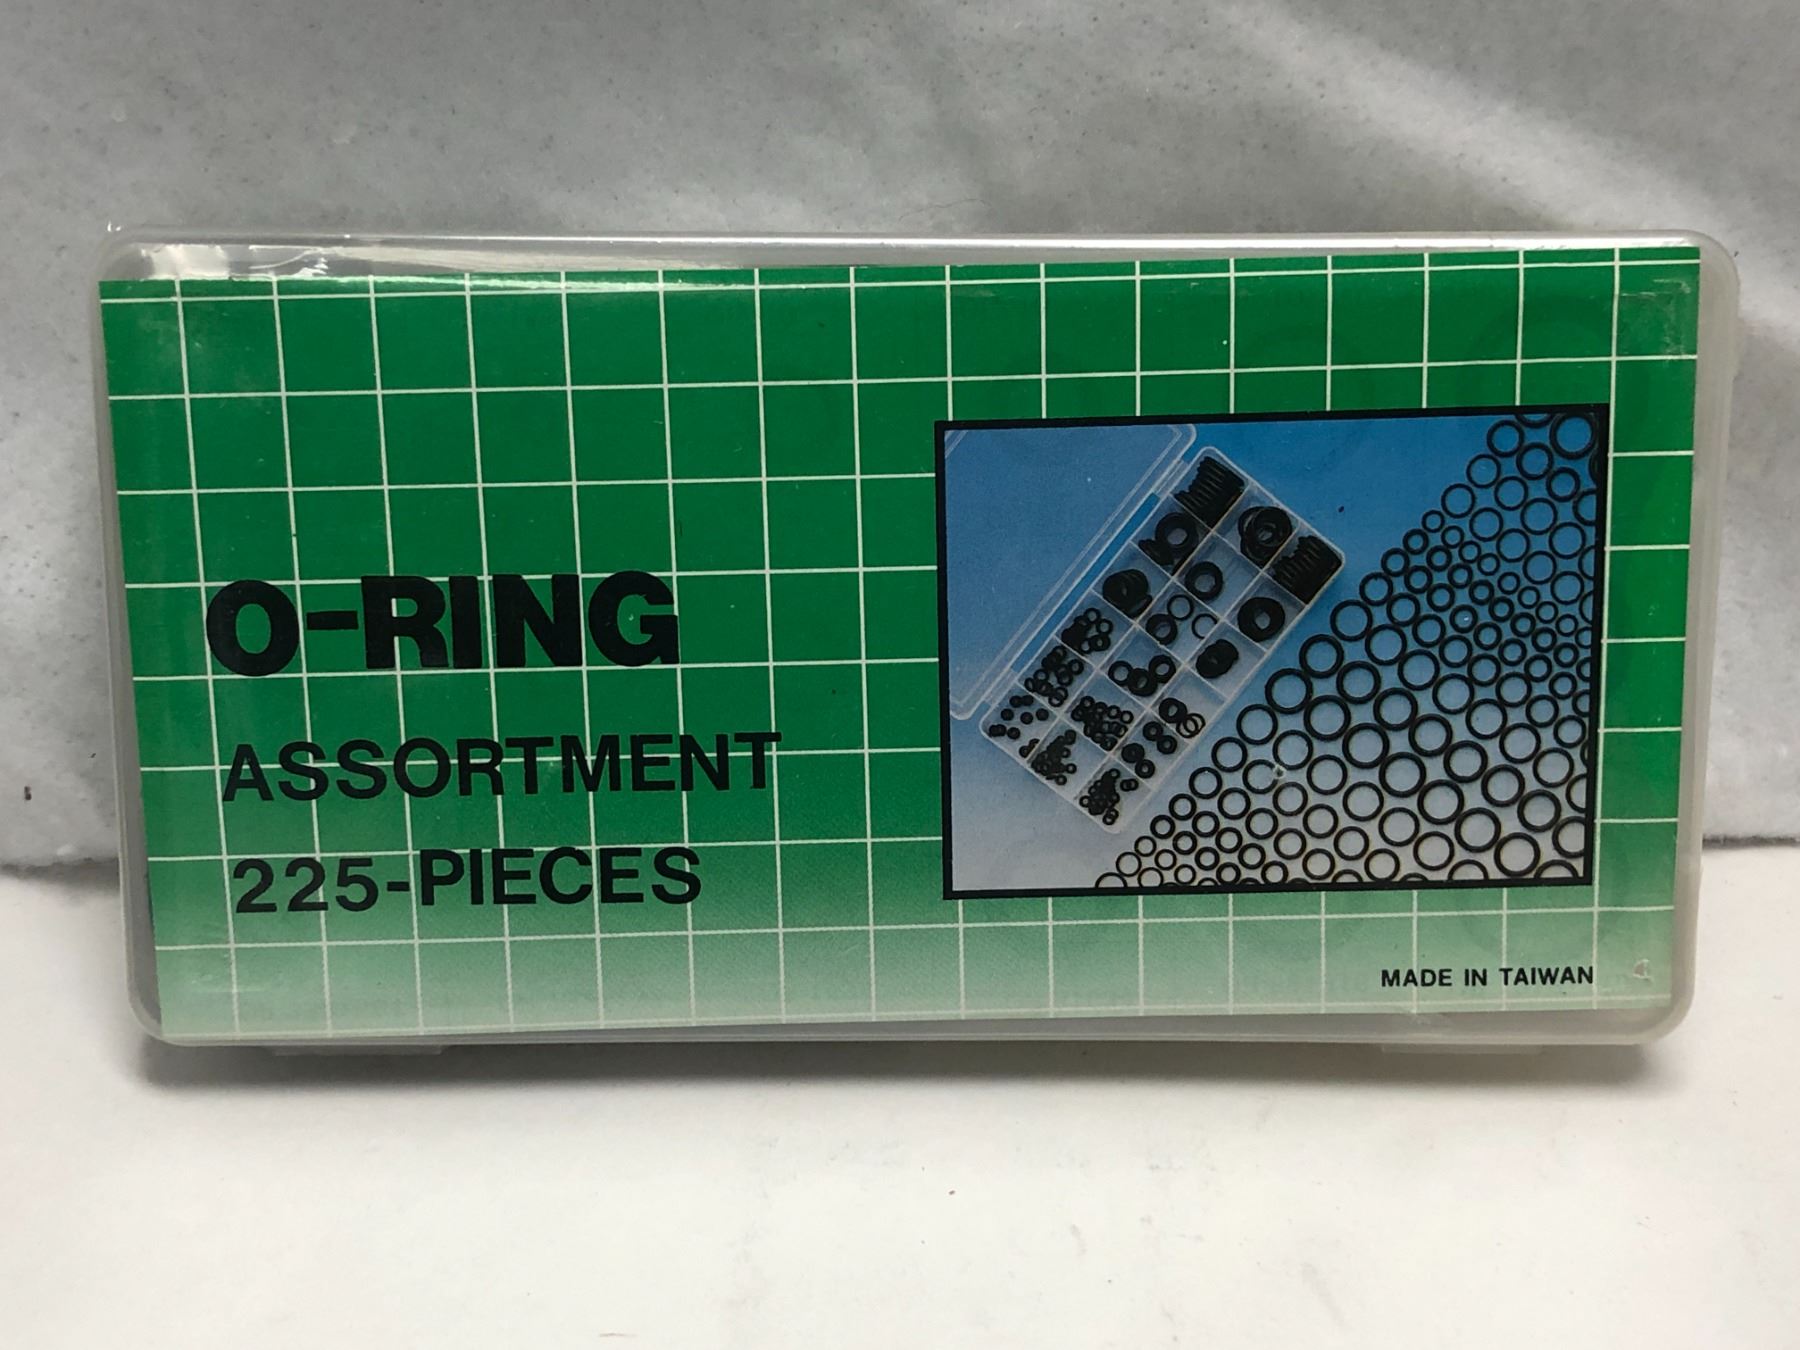 O-RING
ASSORTMENT
225-PIECES
MADE IN TAIWAN